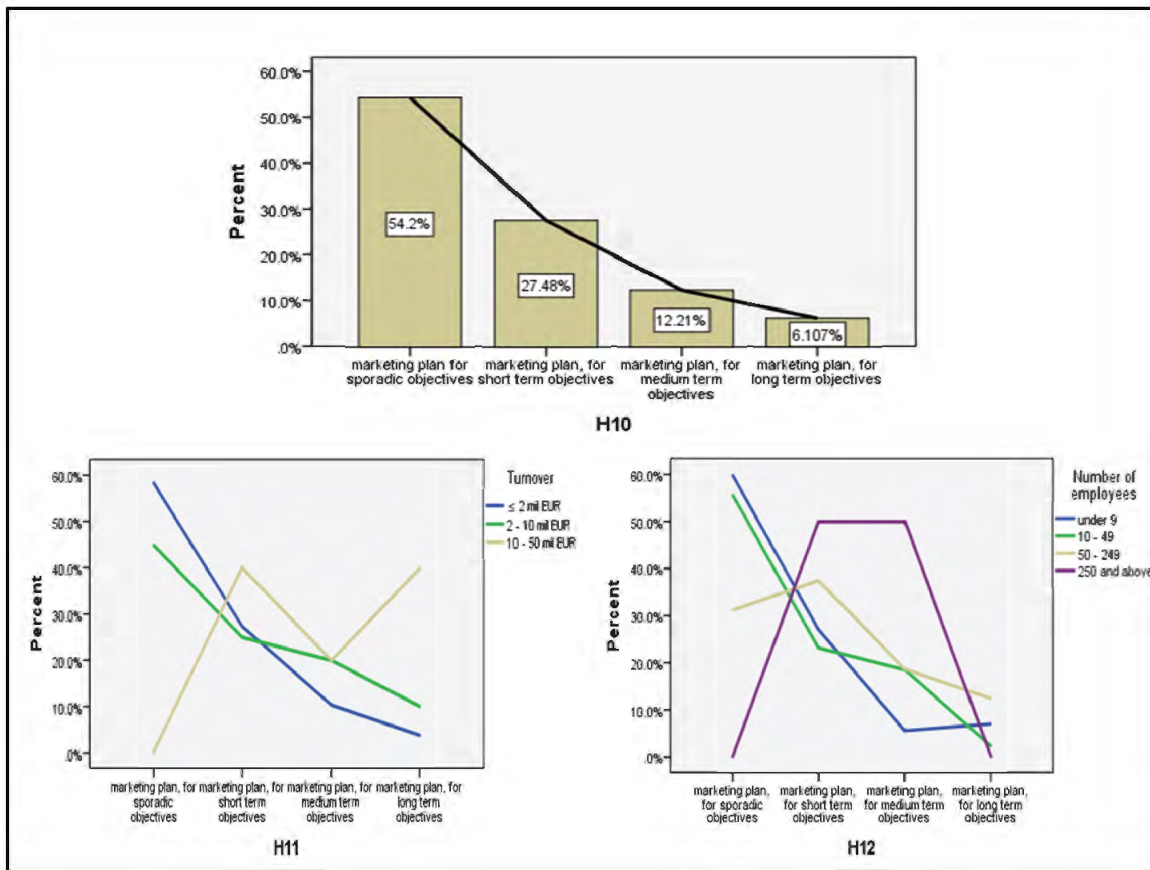 60.0%
50.0%
40.0%
30.0%
20.0%
10.0%
.0%
Percent
54.2%
27.48%
12.21%
6.107%
marketing plan for
sporadic objectives
marketing plan, for
short term objectives
marketing plan, for
medium term
objectives
marketing plan, for
long term objectives
H10
60.0%
50.0%
40.0%
30.0%
20.0%
10.0%
.0%
Percent
Turnover
≤ 2 mil EUR
2 - 10 mil EUR
10 - 50 mil EUR
marketing plan, for
sporadic
objectives
marketing plan, for
short term
objectives
marketing plan, for
medium term
objectives
marketing plan, for
long term
objectives
H11
60.0%
50.0%
40.0%
30.0%
20.0%
10.0%
.0%
Percent
Number of
employees
under 9
10 - 49
50 - 249
250 and above
marketing plan,
for sporadic
objectives
marketing plan,
for short term
objectives
marketing plan,
for medium term
objectives
marketing plan,
for long term
objectives
H12